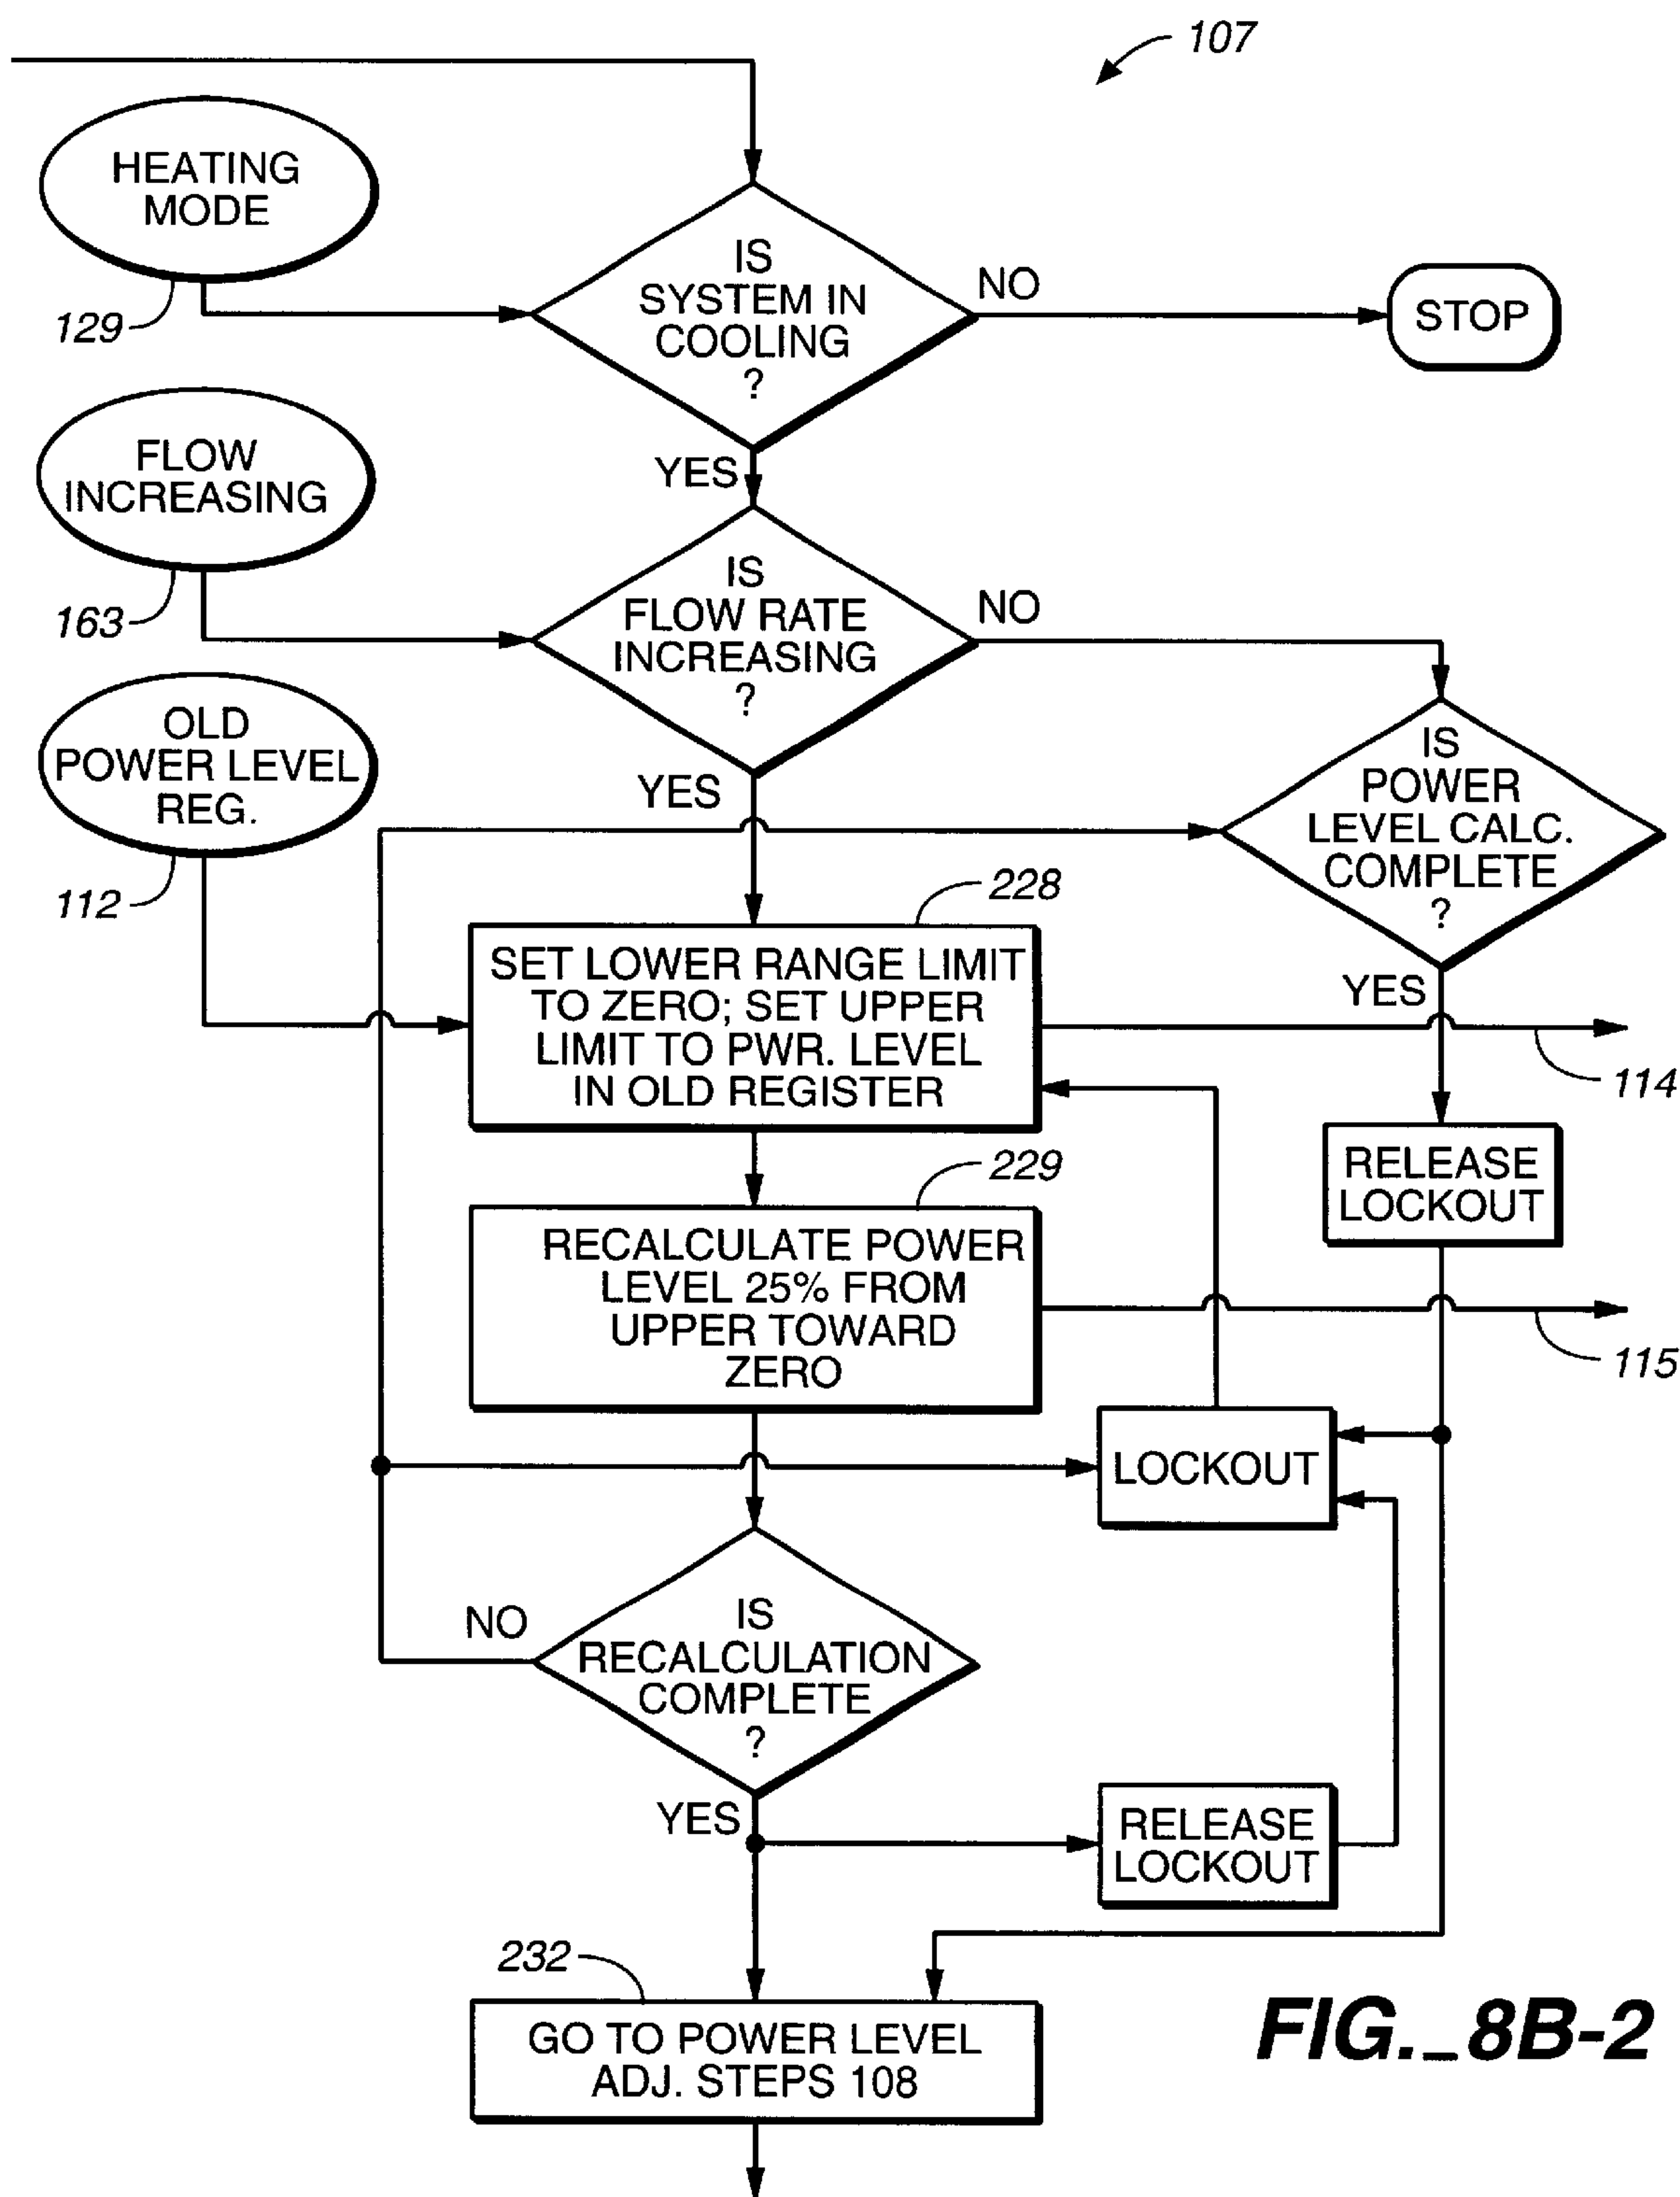 107
HEATING
MODE
129
IS
SYSTEM IN
COOLING
?
NO
STOP
YES
FLOW
INCREASING
163
IS
FLOW RATE
INCREASING
?
NO
YES
OLD
POWER LEVEL
REG.
112
IS
POWER
LEVEL CALC.
COMPLETE
?
YES
228
SET LOWER RANGE LIMIT
TO ZERO; SET UPPER
LIMIT TO PWR. LEVEL
IN OLD REGISTER
114
RELEASE
LOCKOUT
229
RECALCULATE POWER
LEVEL 25% FROM
UPPER TOWARD
ZERO
115
LOCKOUT
NO
IS
RECALCULATION
COMPLETE
?
YES
RELEASE
LOCKOUT
232
GO TO POWER LEVEL
ADJ. STEPS 108
FIG._8B-2